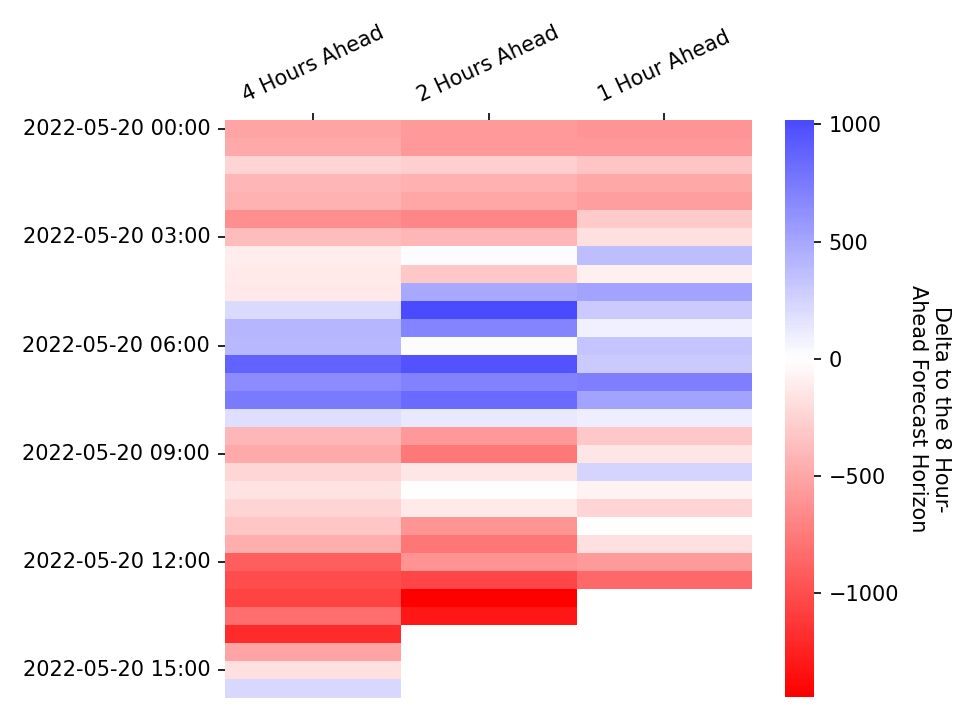 4 Hours Ahead
2 Hours Ahead
1 Hour Ahead
2022-05-20 00:00
2022-05-20 03:00
2022-05-20 06:00
2022-05-20 09:00
2022-05-20 12:00
2022-05-20 15:00
1000
500
0
−500
−1000
Delta to the 8 Hour-
Ahead Forecast Horizon